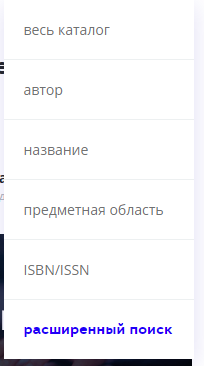 весь каталог
автор
название
предметная область
ISBN/ISSN
расширенный поиск